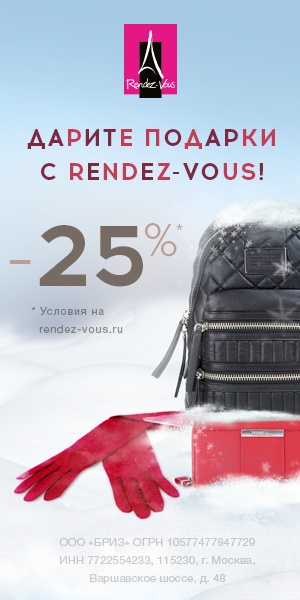 Rendez-Vous
ДАРИТЕ ПОДАРКИ
С RENDEZ-VOUS!
-25%*
* Условия на
rendez-vous.ru
ООО «БРИЗ» ОГРН 10577477847729
ИНН 7722554233, 115230, г. Москва,
Варшавское шоссе, д. 48